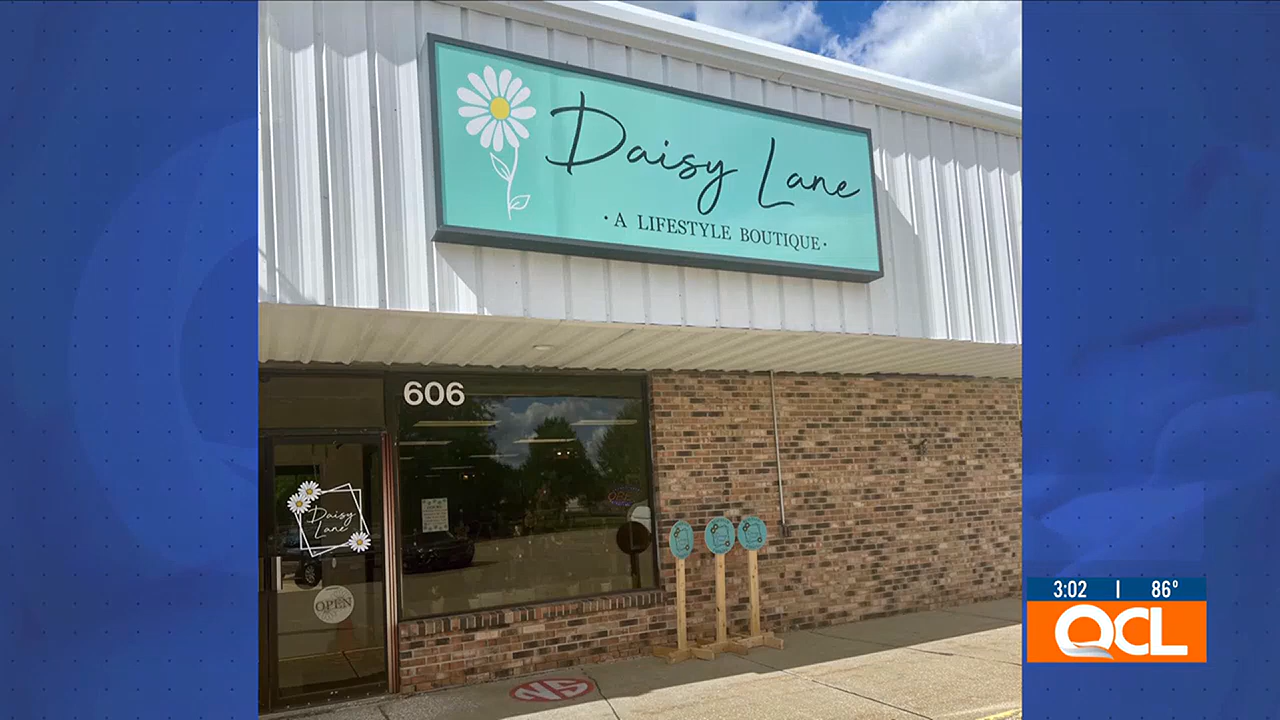 Daisy Lane
· A LIFESTYLE BOUTIQUE ·
606
Daisy
Lane
OPEN
3:02 | 86°
QCL